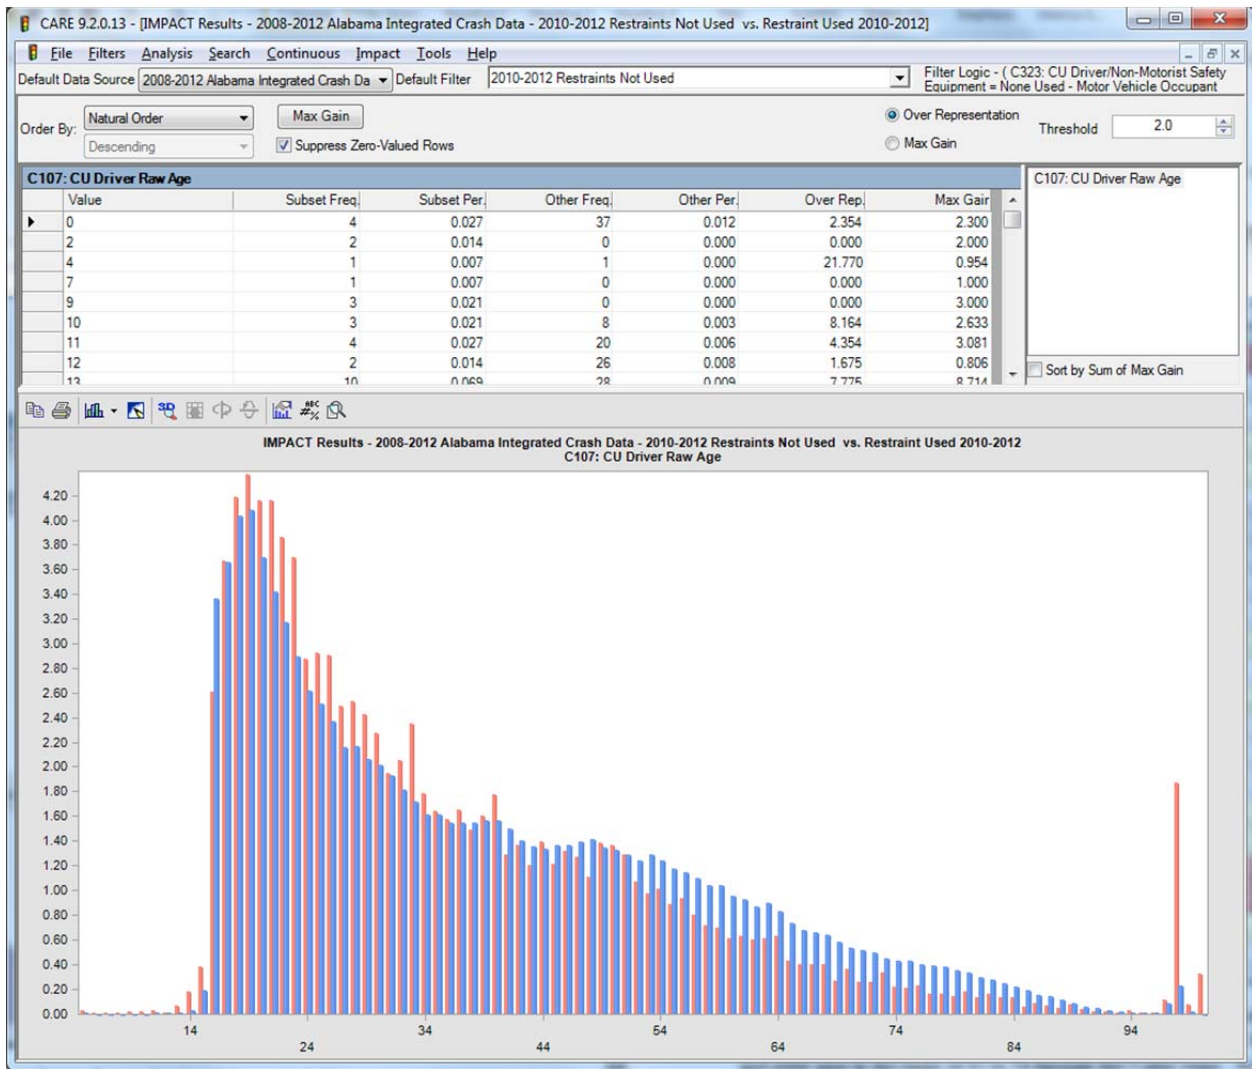 CARE 9.2.0.13 - [IMPACT Results - 2008-2012 Alabama Integrated Crash Data - 2010-2012 Restraints Not Used  vs. Restraint Used 2010-2012]
File Filters Analysis Search Continuous Impact Tools Help
Default Data Source 2008-2012 Alabama Integrated Crash Da Default Filter 2010-2012 Restraints Not Used Filter Logic - ( C323: CU Driver/Non-Motorist Safety
Equipment = None Used - Motor Vehicle Occupant
Order By: Natural Order Max Gain Over Representation Threshold 2.0
Descending Suppress Zero-Valued Rows Max Gain
C107: CU Driver Raw Age C107: CU Driver Raw Age
Value Subset Freq. Subset Per. Other Freq. Other Per. Over Rep. Max Gain
0 4 0.027 37 0.012 2.354 2.300
2 2 0.014 0 0.000 0.000 2.000
4 1 0.007 1 0.000 21.770 0.954
7 1 0.007 0 0.000 0.000 1.000
9 3 0.021 0 0.000 0.000 3.000
10 3 0.021 8 0.003 8.164 2.633
11 4 0.027 20 0.006 4.354 3.081
12 2 0.014 26 0.008 1.675 0.806
13 10 0.069 28 0.009 7.775 8.714
Sort by Sum of Max Gain
3D ABC
IMPACT Results - 2008-2012 Alabama Integrated Crash Data - 2010-2012 Restraints Not Used  vs. Restraint Used 2010-2012
C107: CU Driver Raw Age
4.20
4.00
3.80
3.60
3.40
3.20
3.00
2.80
2.60
2.40
2.20
2.00
1.80
1.60
1.40
1.20
1.00
0.80
0.60
0.40
0.20
0.00
14 34 54 74 94
24 44 64 84